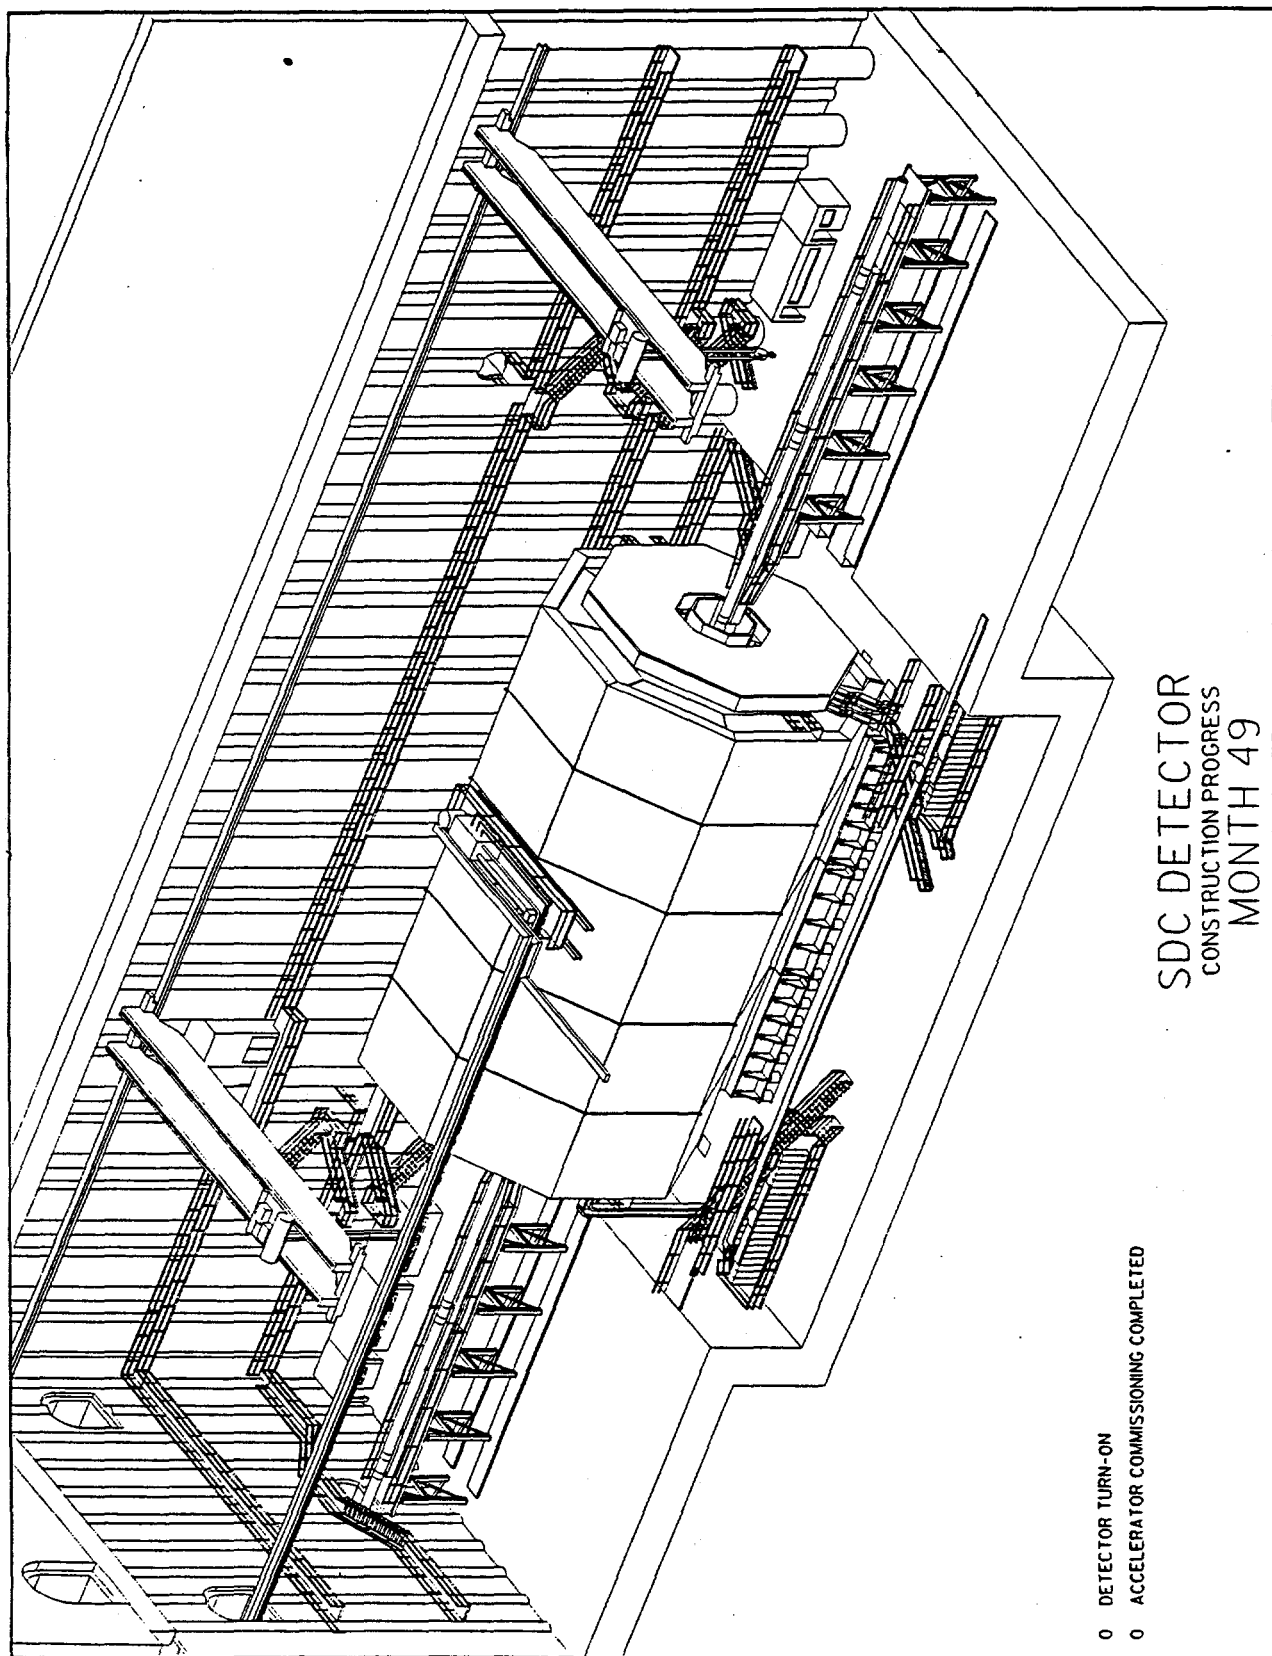 SDC DETECTOR
CONSTRUCTION PROGRESS
MONTH 49
O DETECTOR TURN-ON
O ACCELERATOR COMMISSIONING COMPLETED